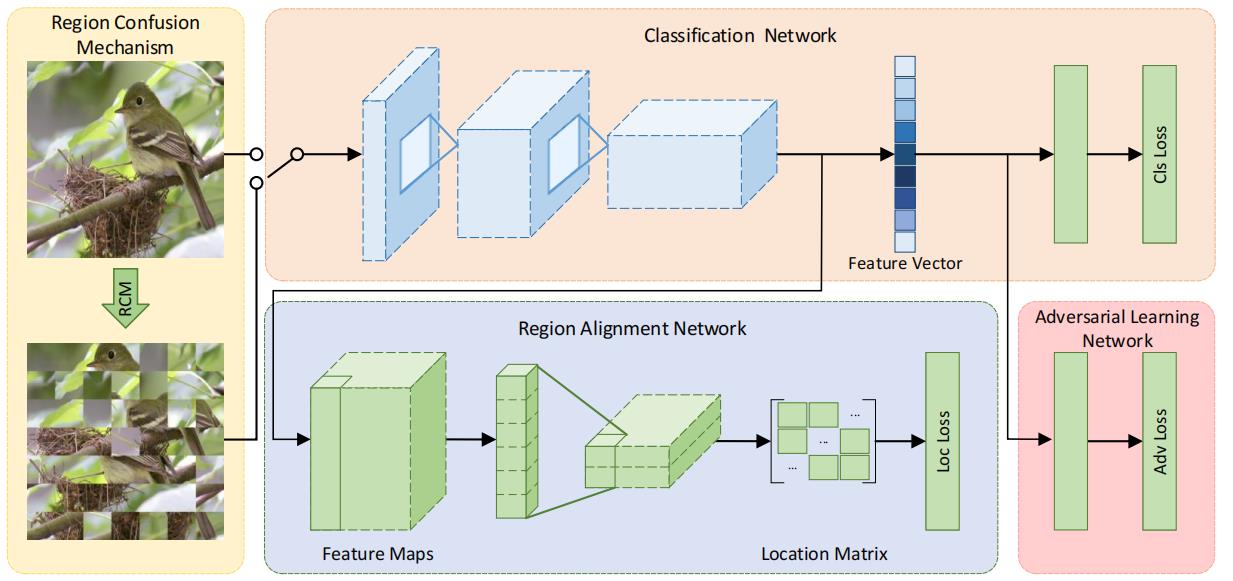 Region Confusion
Mechanism
RCM
Classification Network
Feature Vector
Cls Loss
Region Alignment Network
Feature Maps
...
...
...
Location Matrix
Loc Loss
Adversarial Learning
Network
Adv Loss